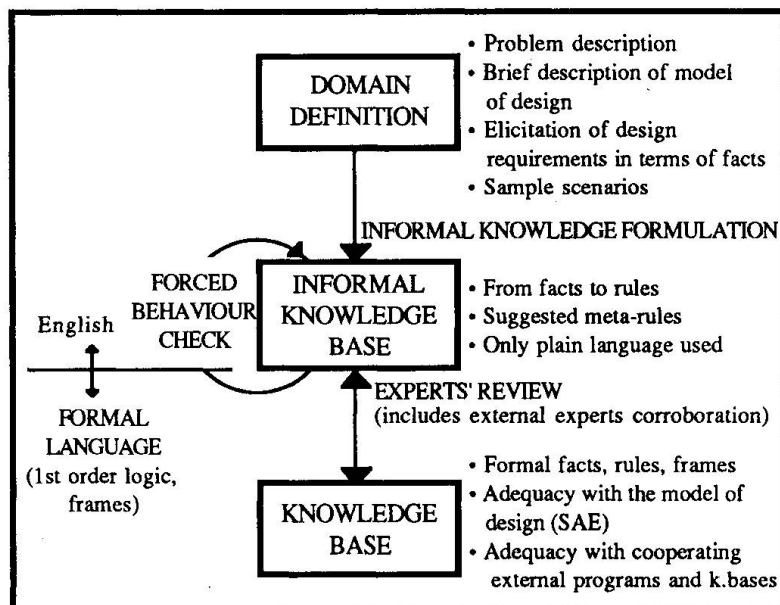 DOMAIN
DEFINITION
• Problem description
• Brief description of model
of design
• Elicitation of design
requirements in terms of facts
• Sample scenarios
INFORMAL KNOWLEDGE FORMULATION
FORCED
BEHAVIOUR
CHECK
INFORMAL
KNOWLEDGE
BASE
• From facts to rules
• Suggested meta-rules
• Only plain language used
English
FORMAL
LANGUAGE
(1st order logic,
frames)
EXPERTS' REVIEW
(includes external experts corroboration)
KNOWLEDGE
BASE
• Formal facts, rules, frames
• Adequacy with the model of
design (SAE)
• Adequacy with cooperating
external programs and k.bases